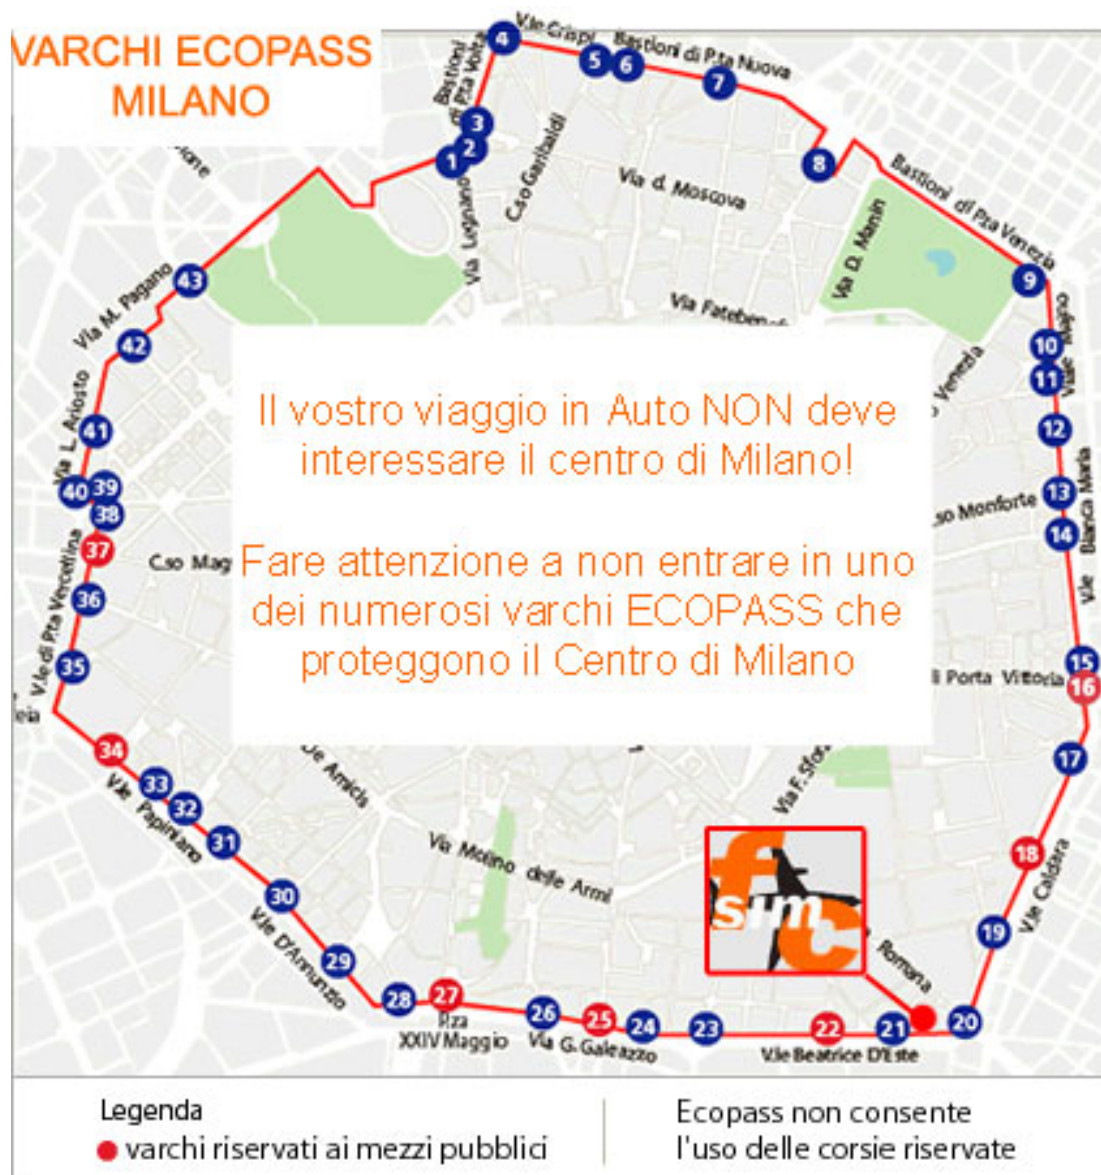 VARCHI ECOPASS
MILANO
V.le Crispi
Bastioni di P.ta Nuova
Bastioni
di P.ta Volta
4
5
6
7
3
2
1
8
C.so Garibaldi
Via d. Moscova
Via Legnano
Via D. Manin
Bastioni di P.za Venezia
9
43
Via M. Pagano
Via Fatebenef
42
10
V.le Majno
11
Venezia
Via L. Ariosto
41
12
Il vostro viaggio in Auto NON deve
interessare il centro di Milano!
40
39
38
13
so Monforte
14
V.le Bianca Maria
37
C.so Mag
Fare attenzione a non entrare in uno
dei numerosi varchi ECOPASS che
proteggono il Centro di Milano
36
V.le di P.ta Vercellina
35
15
i Porta Vittoria
16
eia
34
17
De Amicis
Via F. Sfor
33
32
V.le Papiniano
31
Via Molino delle Armi
18
V.le Caldara
30
fsimc
Romana
19
V.le D'Annunzio
29
28
27
26
25
24
23
22
21
20
P.za
XXIV Maggio
Via G. Galeazzo
V.le Beatrice D'Este
Legenda
varchi riservati ai mezzi pubblici
Ecopass non consente
l'uso delle corsie riservate